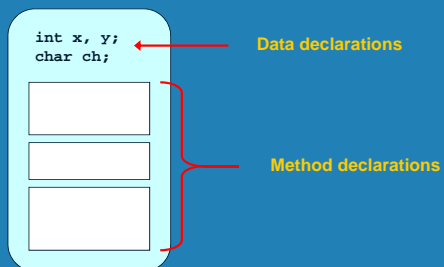 int x, y;
char ch;
Data declarations
Method declarations